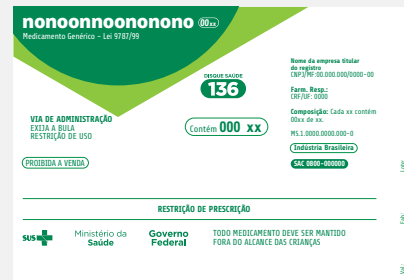 nonoonnoononono 00xx
Medicamento Genérico – Lei 9787/99
DISQUE SAÚDE
136
Nome da empresa titular
do registro
CNPJ/MF:00.000.000/0000-00
Farm. Resp.:
CRF/UF: 0000
Composição: Cada xx contém
00xx de xx.
MS.1.0000.0000.000-0
Indústria Brasileira
SAC 0800-000000
VIA DE ADMINISTRAÇÃO
EXIJA A BULA
RESTRIÇÃO DE USO
Contém 000 xx
PROIBIDA A VENDA
RESTRIÇÃO DE PRESCRIÇÃO
SUS
Ministério da
Saúde
Governo
Federal
TODO MEDICAMENTO DEVE SER MANTIDO
FORA DO ALCANCE DAS CRIANÇAS
Lote:
Fab.:
Val.: